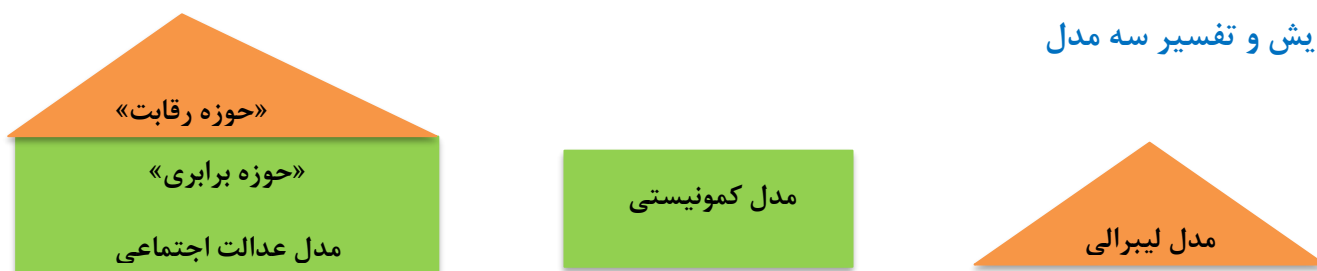 یش و تفسیر سه مدل
«حوزه رقابت»
«حوزه برابری»
مدل عدالت اجتماعی
مدل کمونیستی
مدل لیبرالی